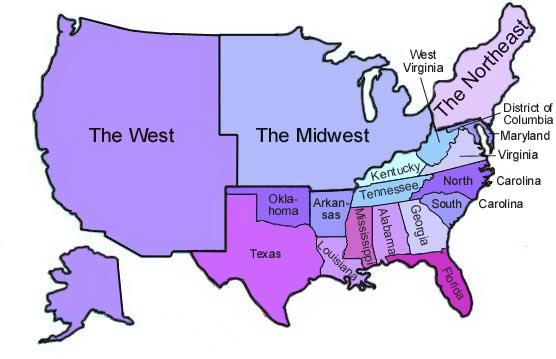 The West
The Midwest
The Northeast
West
Virginia
District of
Columbia
Maryland
Virginia
Kentucky
Tennessee
North Carolina
South Carolina
Okla-
homa
Arkan-
sas
Texas
Louisiana
Mississippi
Alabama
Georgia
Florida